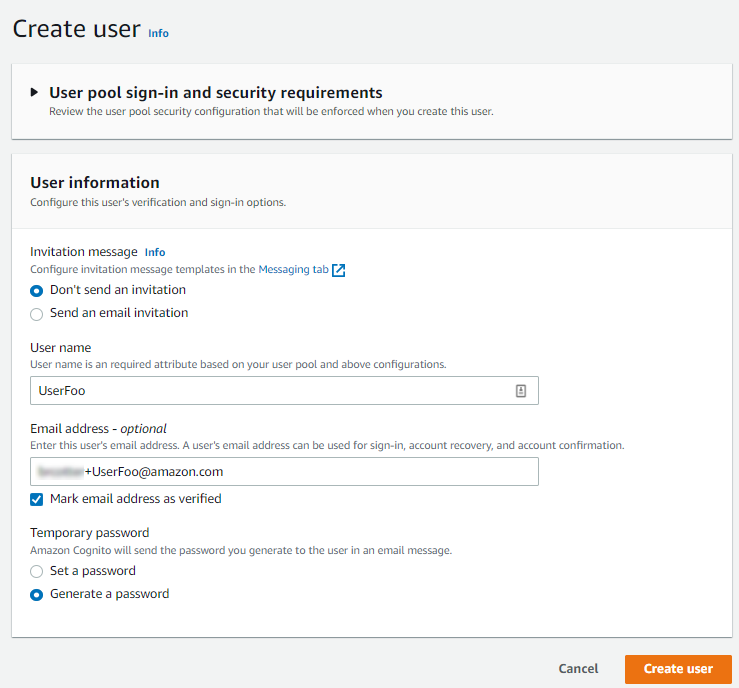 Create user Info
User pool sign-in and security requirements
Review the user pool security configuration that will be enforced when you create this user.
User information
Configure this user's verification and sign-in options.
Invitation message Info
Configure invitation message templates in the Messaging tab
Don't send an invitation
Send an email invitation
User name
User name is an required attribute based on your user pool and above configurations.
UserFoo
Email address - optional
Enter this user's email address. A user's email address can be used for sign-in, account recovery, and account confirmation.
+UserFoo@amazon.com
Mark email address as verified
Temporary password
Amazon Cognito will send the password you generate to the user in an email message.
Set a password
Generate a password
Cancel Create user